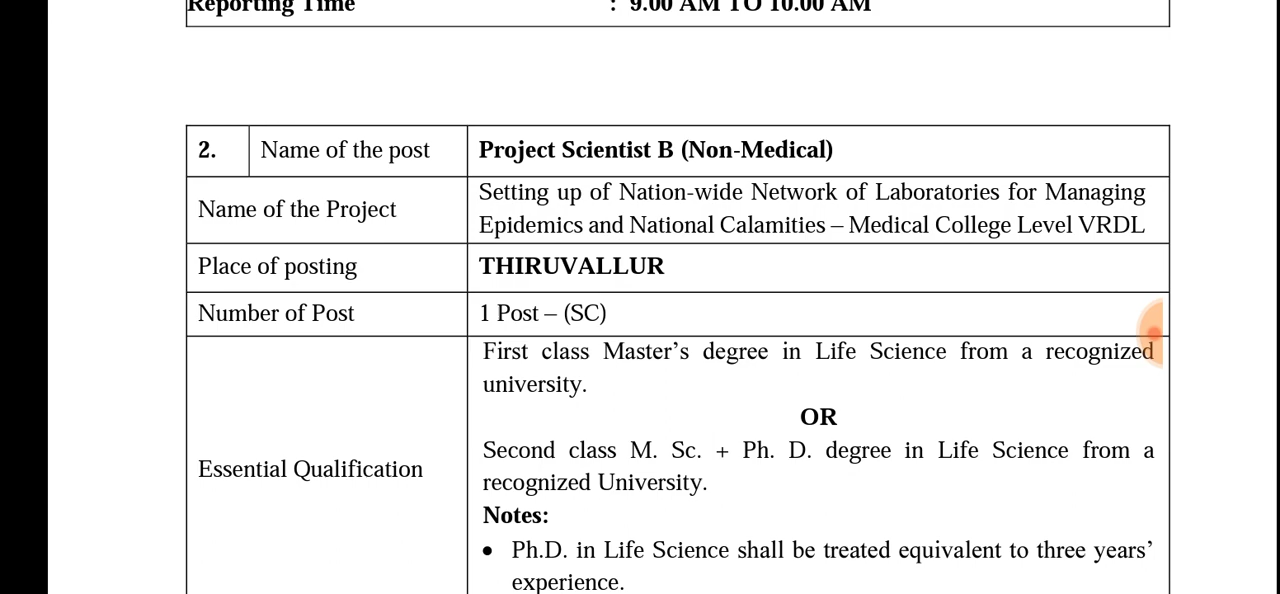 Reporting Time : 9.00 AM TO 10.00 AM
2. Name of the post Project Scientist B (Non-Medical)
Name of the Project
Setting up of Nation-wide Network of Laboratories for Managing
Epidemics and National Calamities – Medical College Level VRDL
Place of posting THIRUVALLUR
Number of Post 1 Post – (SC)
Essential Qualification
First class Master’s degree in Life Science from a recognized
university.
OR
Second class M. Sc. + Ph. D. degree in Life Science from a
recognized University.
Notes:
• Ph.D. in Life Science shall be treated equivalent to three years’
experience.